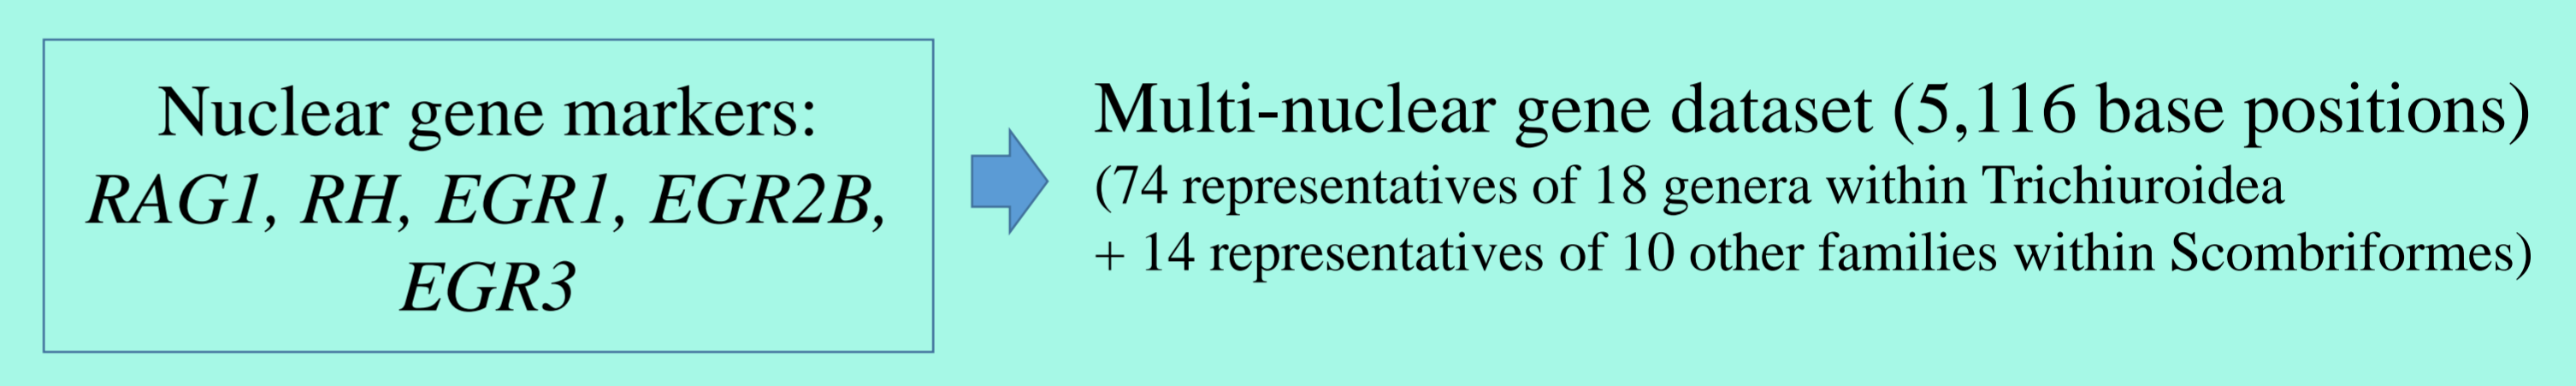 Nuclear gene markers:
RAG1, RH, EGR1, EGR2B,
EGR3
Multi-nuclear gene dataset (5,116 base positions)
(74 representatives of 18 genera within Trichiuroidea
+ 14 representatives of 10 other families within Scombriformes)